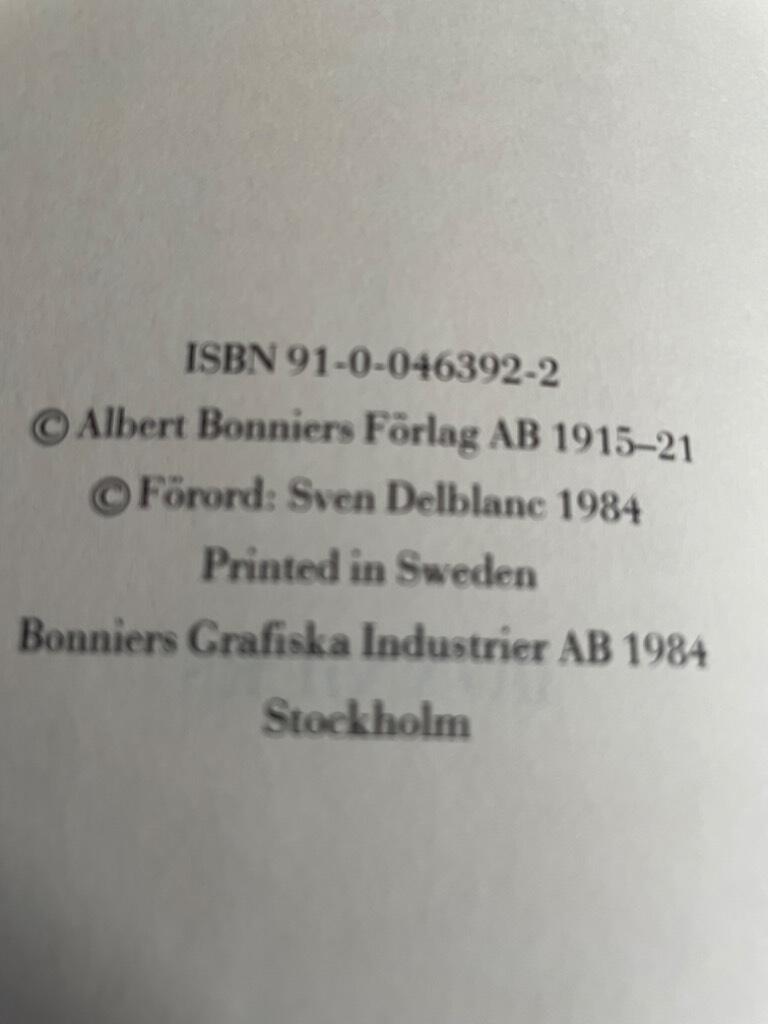 ISBN 91-0-046392-2
© Albert Bonniers Förlag AB 1915–21
© Förord: Sven Delblanc 1984
Printed in Sweden
Bonniers Grafiska Industrier AB 1984
Stockholm